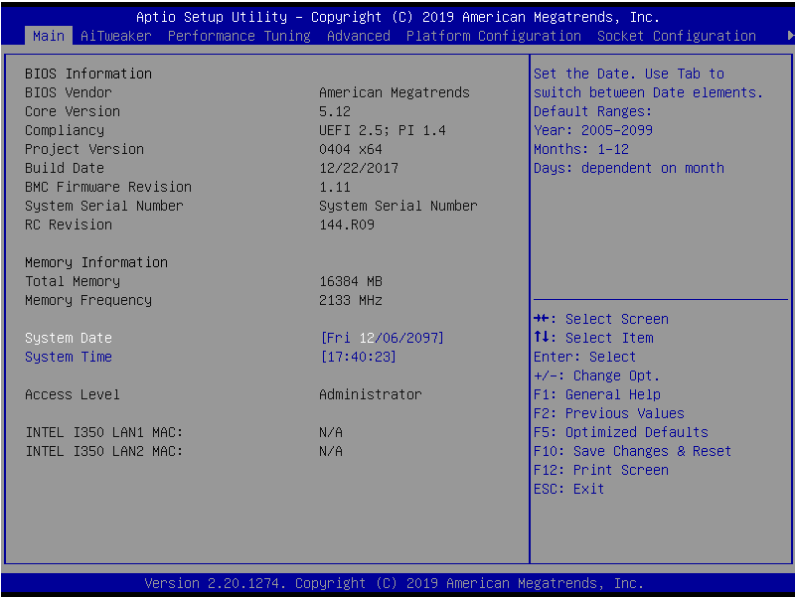 Aptio Setup Utility – Copyright (C) 2019 American Megatrends, Inc.
Main AiTweaker Performance Tuning Advanced Platform Configuration Socket Configuration
BIOS Information
BIOS Vendor American Megatrends
Core Version 5.12
Compliancy UEFI 2.5; PI 1.4
Project Version 0404 x64
Build Date 12/22/2017
BMC Firmware Revision 1.11
System Serial Number System Serial Number
RC Revision 144.R09
Memory Information
Total Memory 16384 MB
Memory Frequency 2133 MHz
System Date [Fri 12/06/2097]
System Time [17:40:23]
Access Level Administrator
INTEL I350 LAN1 MAC: N/A
INTEL I350 LAN2 MAC: N/A
Set the Date. Use Tab to
switch between Date elements.
Default Ranges:
Year: 2005-2099
Months: 1-12
Days: dependent on month
→←: Select Screen
↑↓: Select Item
Enter: Select
+/-: Change Opt.
F1: General Help
F2: Previous Values
F5: Optimized Defaults
F10: Save Changes & Reset
F12: Print Screen
ESC: Exit
Version 2.20.1274. Copyright (C) 2019 American Megatrends, Inc.